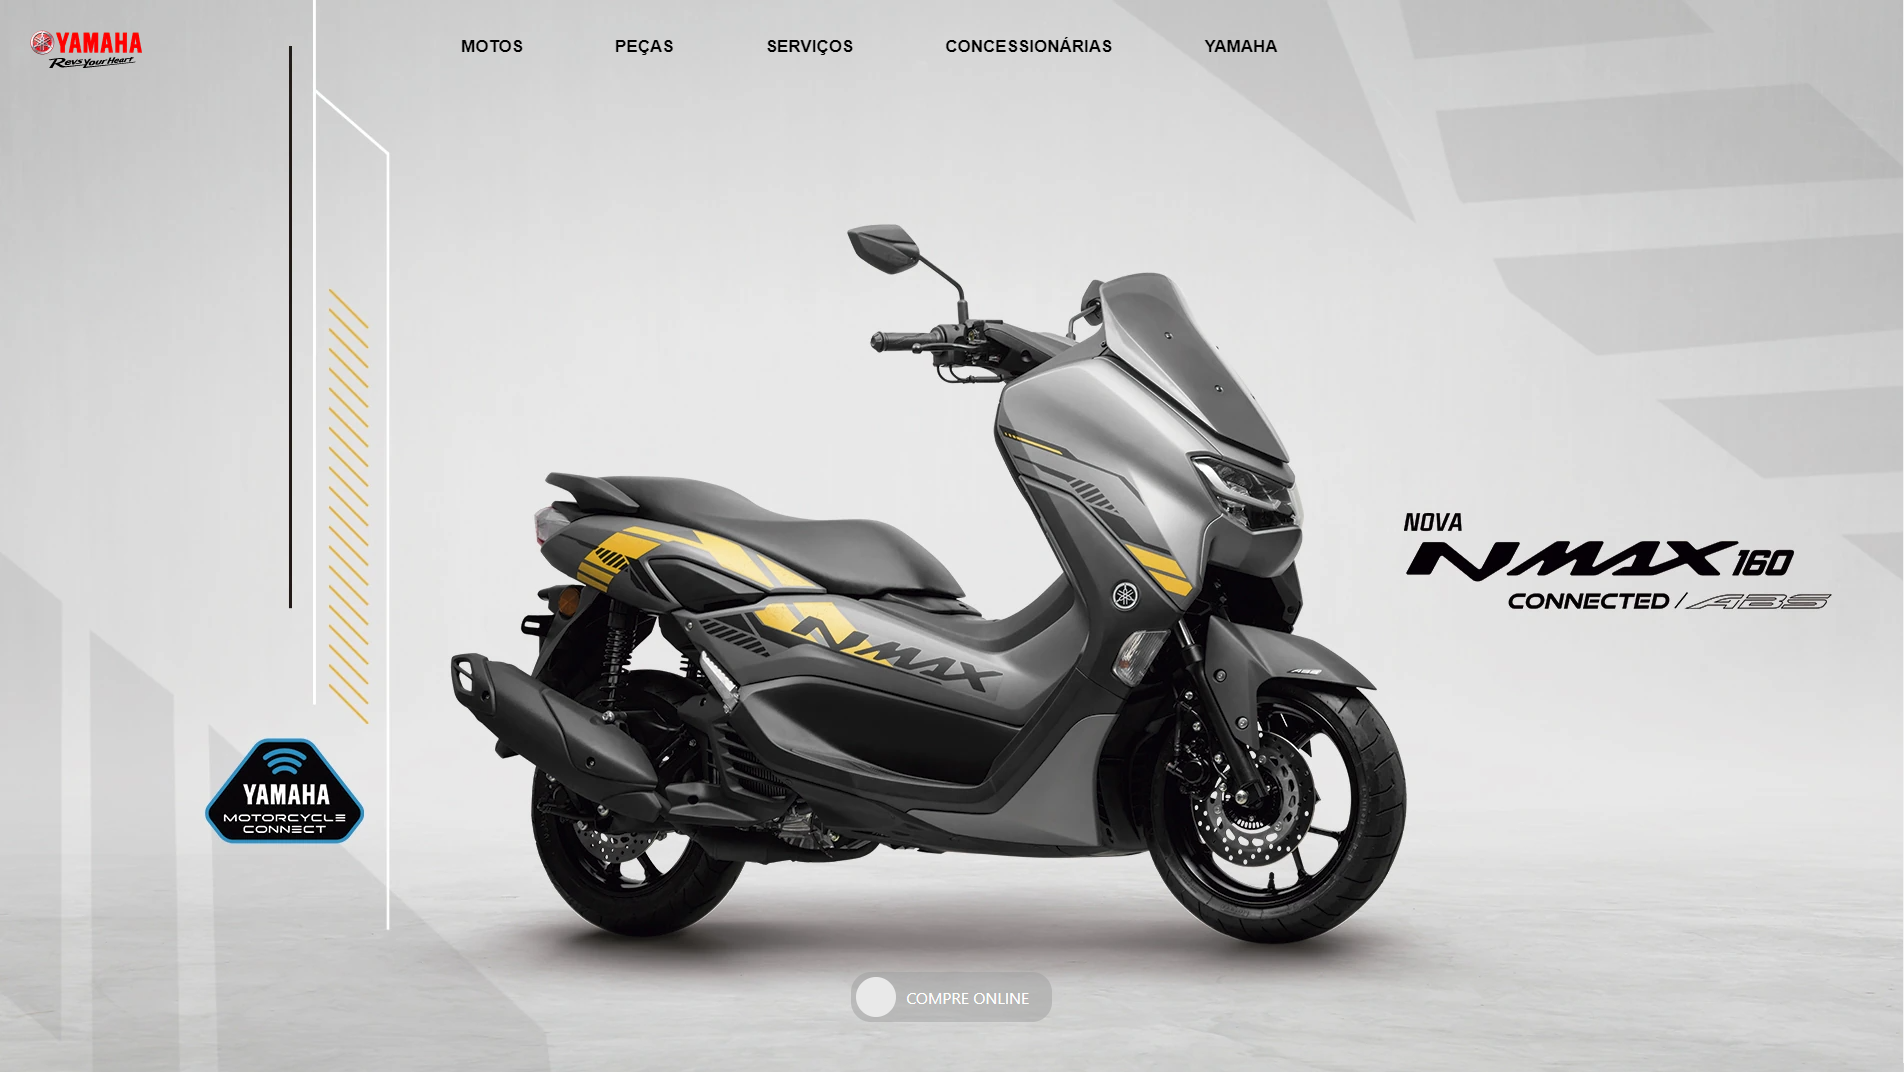 YAMAHA
Revs Your Heart
MOTOS
PEÇAS
SERVIÇOS
CONCESSIONÁRIAS
YAMAHA
NOVA
NMAX 160
CONNECTED / ABS
NMAX
ABS
YAMAHA
MOTORCYCLE
CONNECT
COMPRE ONLINE